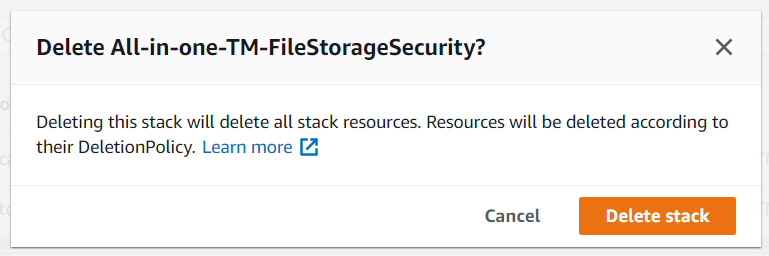 Delete All-in-one-TM-FileStorageSecurity?
Deleting this stack will delete all stack resources. Resources will be deleted according to
their DeletionPolicy. Learn more
Cancel
Delete stack